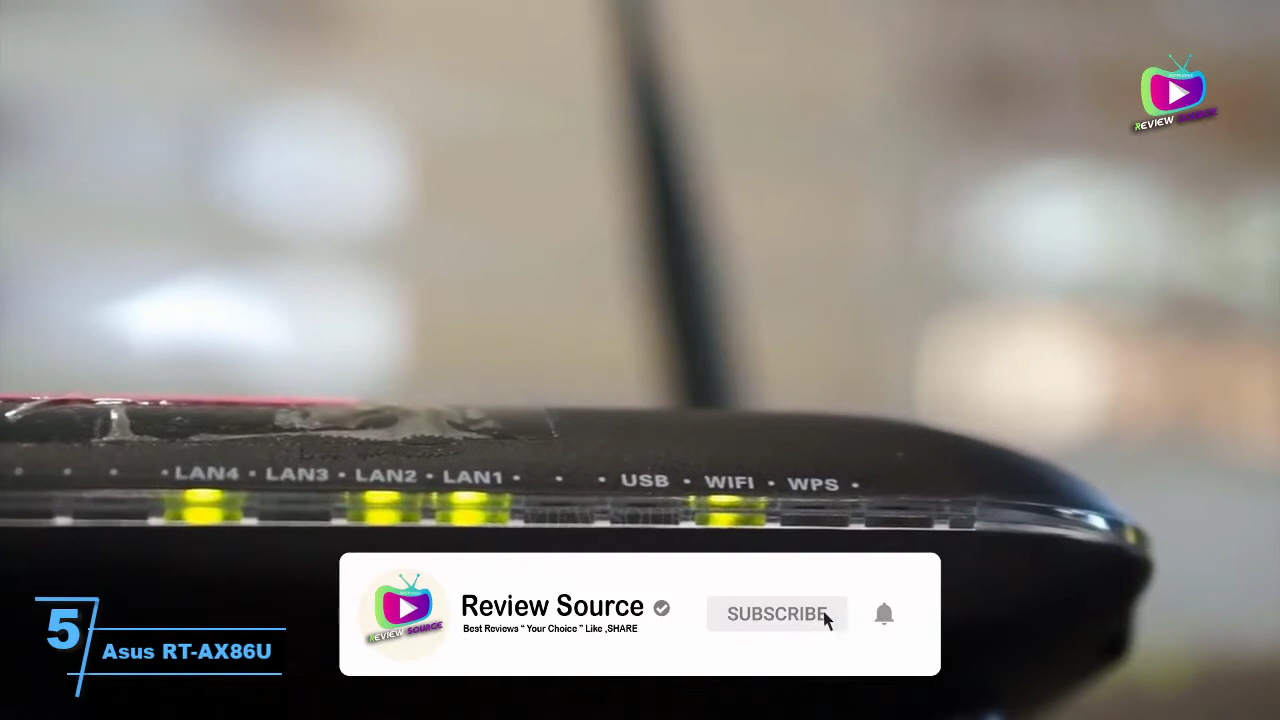 REVIEW SOURCE
LAN4 LAN3 LAN2 LAN1 USB WIFI WPS
Review Source
Best Reviews “ Your Choice ” Like ,SHARE
SUBSCRIBE
REVIEW SOURCE
5
Asus RT-AX86U